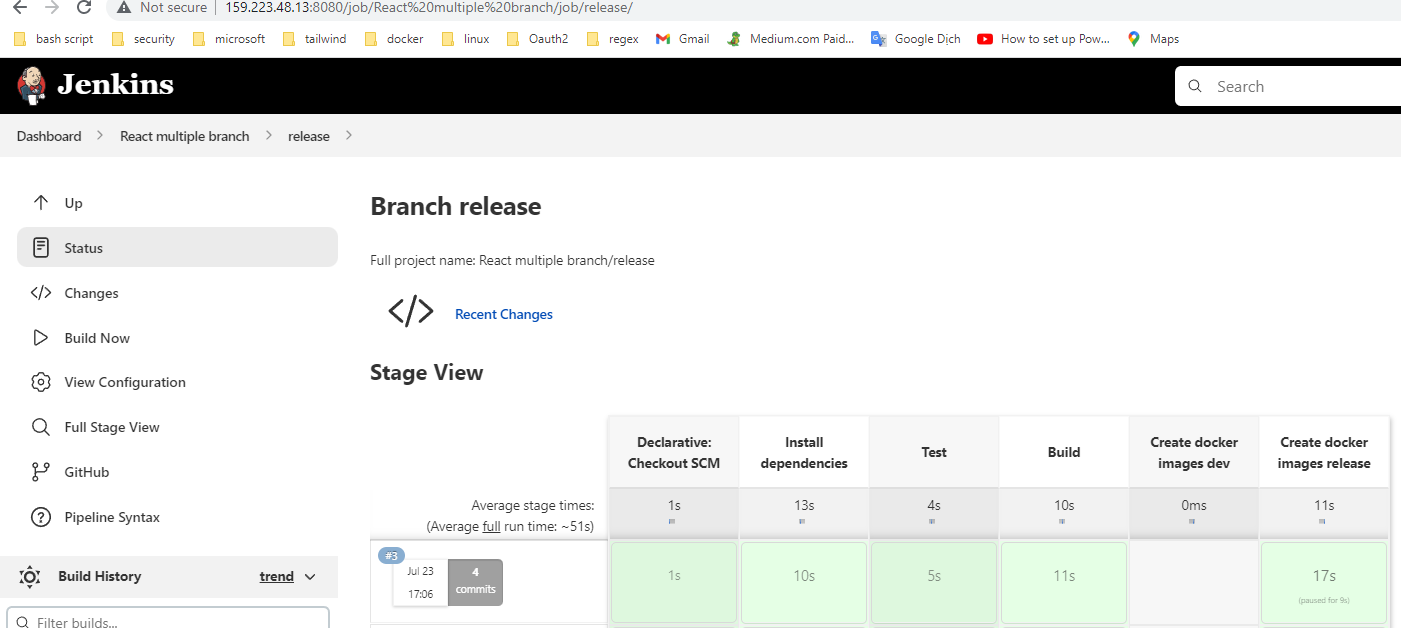 Not secure
159.223.48.13:8080/job/React%20multiple%20branch/job/release/
bash script
security
microsoft
tailwind
docker
linux
Oauth2
regex
Gmail
Medium.com Paid...
Google Dịch
How to set up Pow...
Maps
Jenkins
Search
Dashboard
React multiple branch
release
Up
Status
Changes
Build Now
View Configuration
Full Stage View
GitHub
Pipeline Syntax
Build History
trend
Filter builds...
Branch release
Full project name: React multiple branch/release
</>
Recent Changes
Stage View
Declarative:
Checkout SCM
Install
dependencies
Test
Build
Create docker
images dev
Create docker
images release
Average stage times:
(Average full run time: ~51s)
1s
13s
4s
10s
0ms
11s
#3
Jul 23
17:06
4
commits
1s
10s
5s
11s
17s
(paused for 9s)